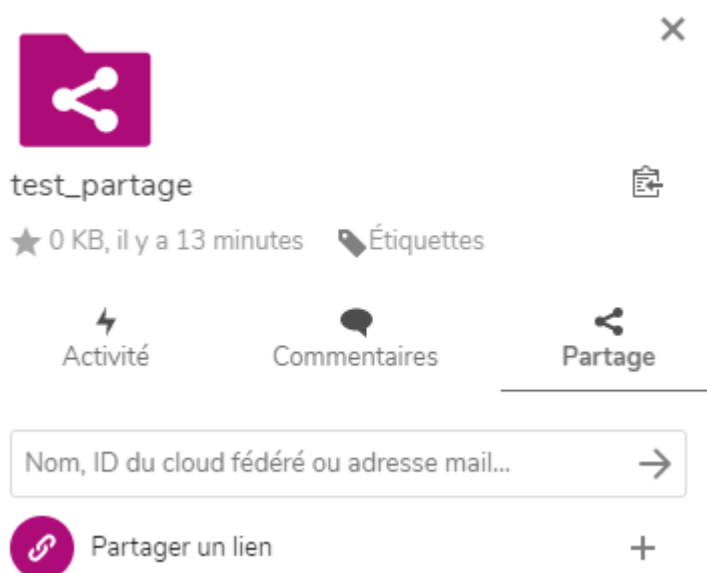 test_partage
0 KB, il y a 13 minutes Étiquettes
Activité Commentaires Partage
Nom, ID du cloud fédéré ou adresse mail...
Partager un lien